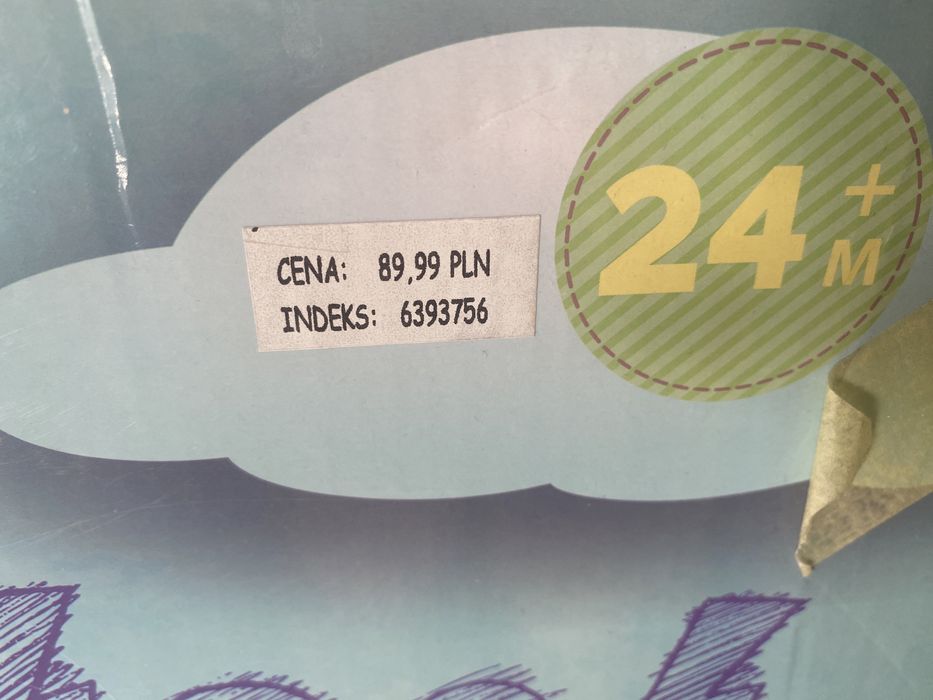 24+
M
CENA: 89,99 PLN
INDEKS: 6393756